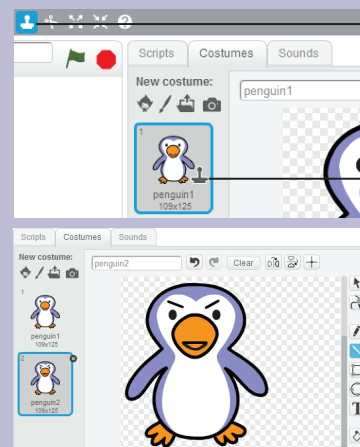 Scripts Costumes Sounds
New costume:
penguin1
1
penguin1
109x125
Scripts Costumes Sounds
New costume:
penguin2
Clear
1
penguin1
109x125
2
penguin2
109x125
T